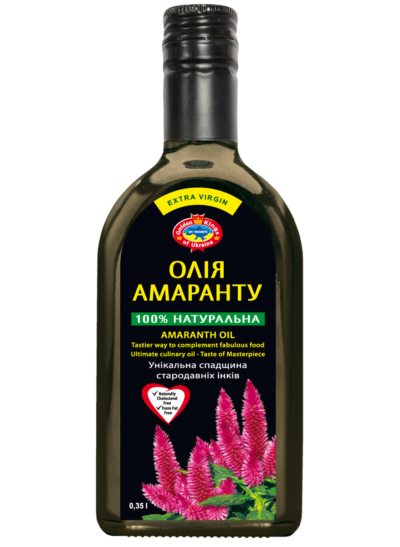 EXTRA VIRGIN
Golden Kings
of Ukraine
ОЛІЯ
АМАРАНТУ
100% НАТУРАЛЬНА
AMARANTH OIL
Tastier way to complement fabulous food
Ultimate culinary oil - Taste of Masterpiece
Унікальна спадщина
стародавніх інків
Naturally
Cholesterol
Free
Trans Fat
Free
0,35 l